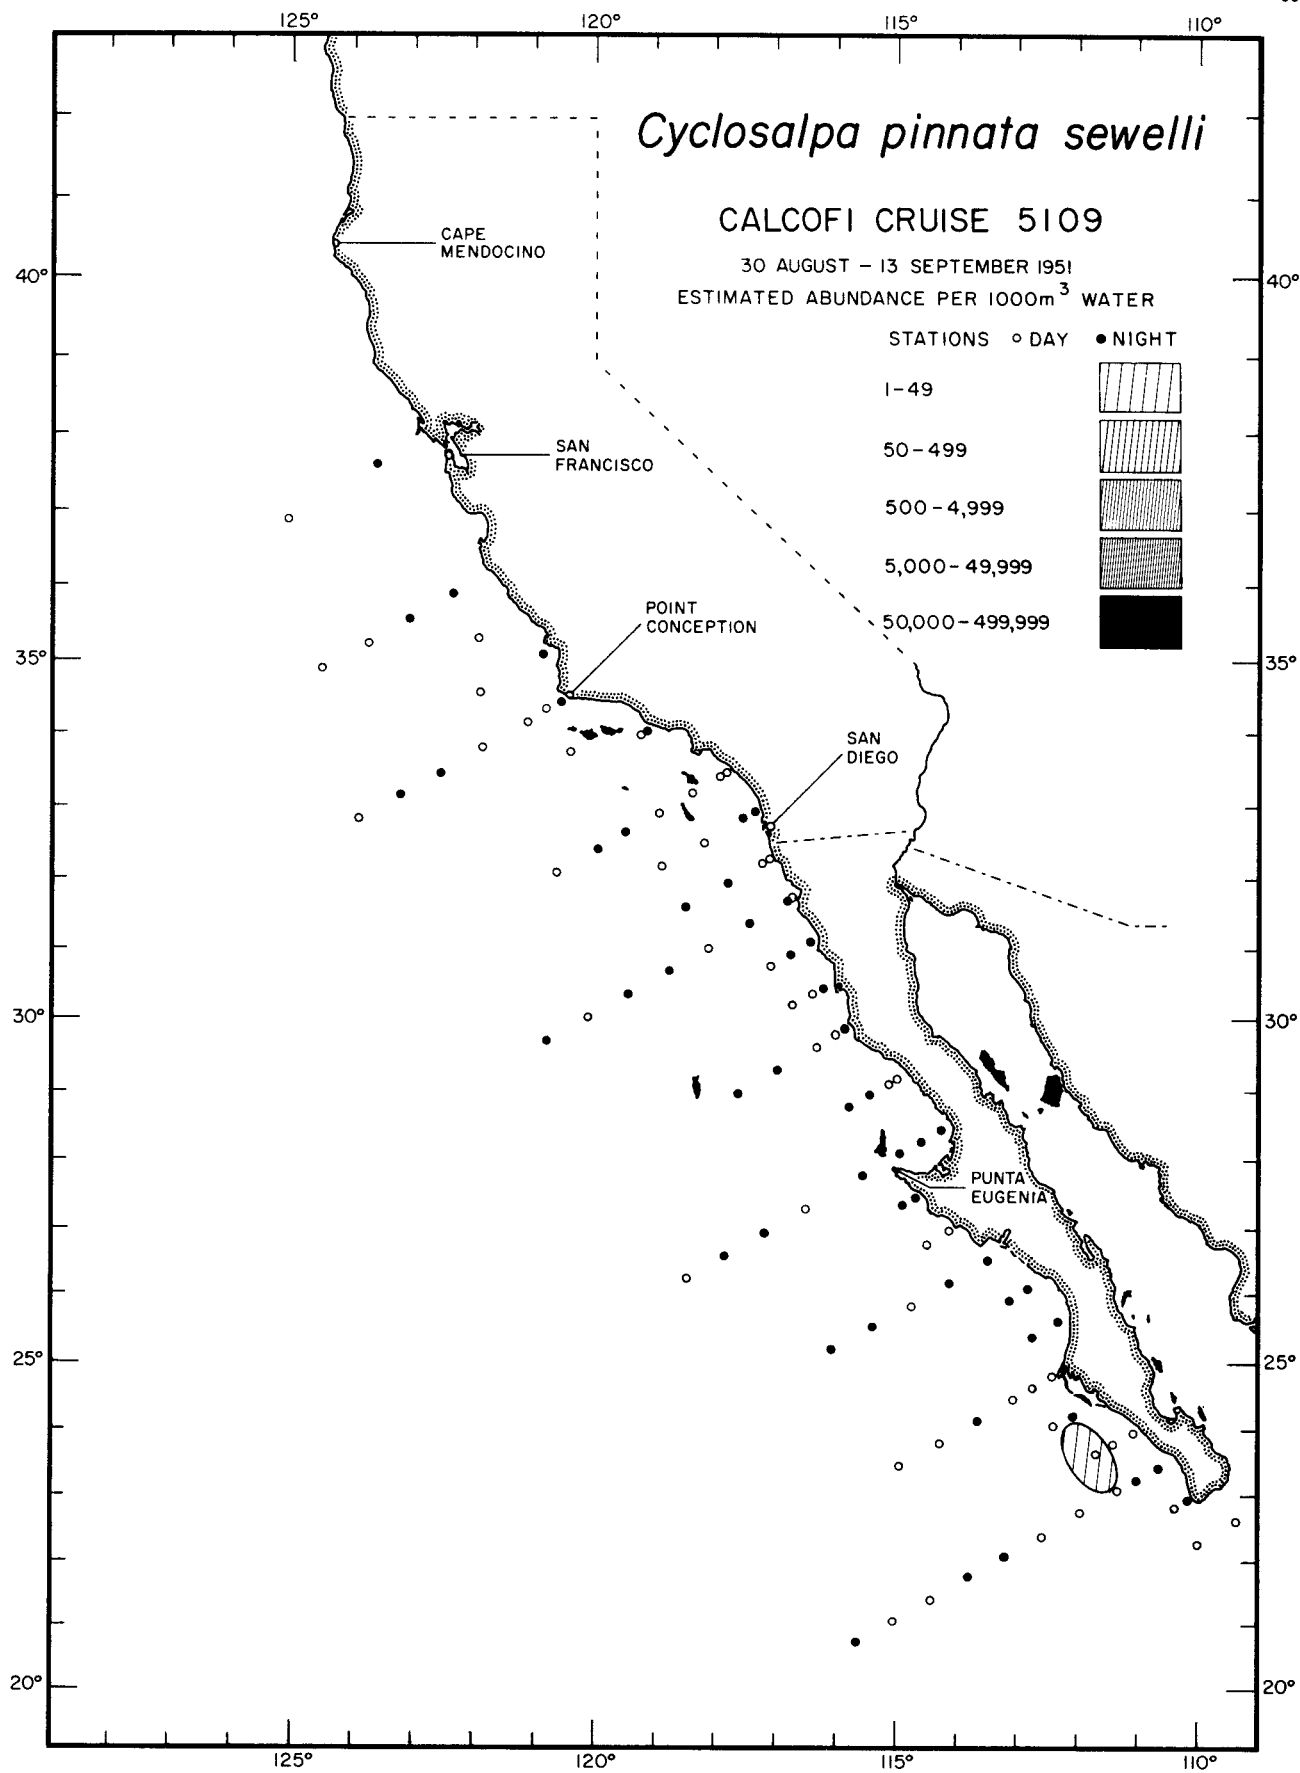 125° 120° 115° 110°
Cyclosalpa pinnata sewelli
CALCOFI CRUISE 5109
30 AUGUST – 13 SEPTEMBER 1951
ESTIMATED ABUNDANCE PER 1000m³ WATER
STATIONS ○ DAY ● NIGHT
1–49
50–499
500–4,999
5,000–49,999
50,000–499,999
CAPE
MENDOCINO
40° 40°
SAN
FRANCISCO
POINT
CONCEPTION
35° 35°
SAN
DIEGO
30° 30°
PUNTA
EUGENIA
25° 25°
20° 20°
125° 120° 115° 110°